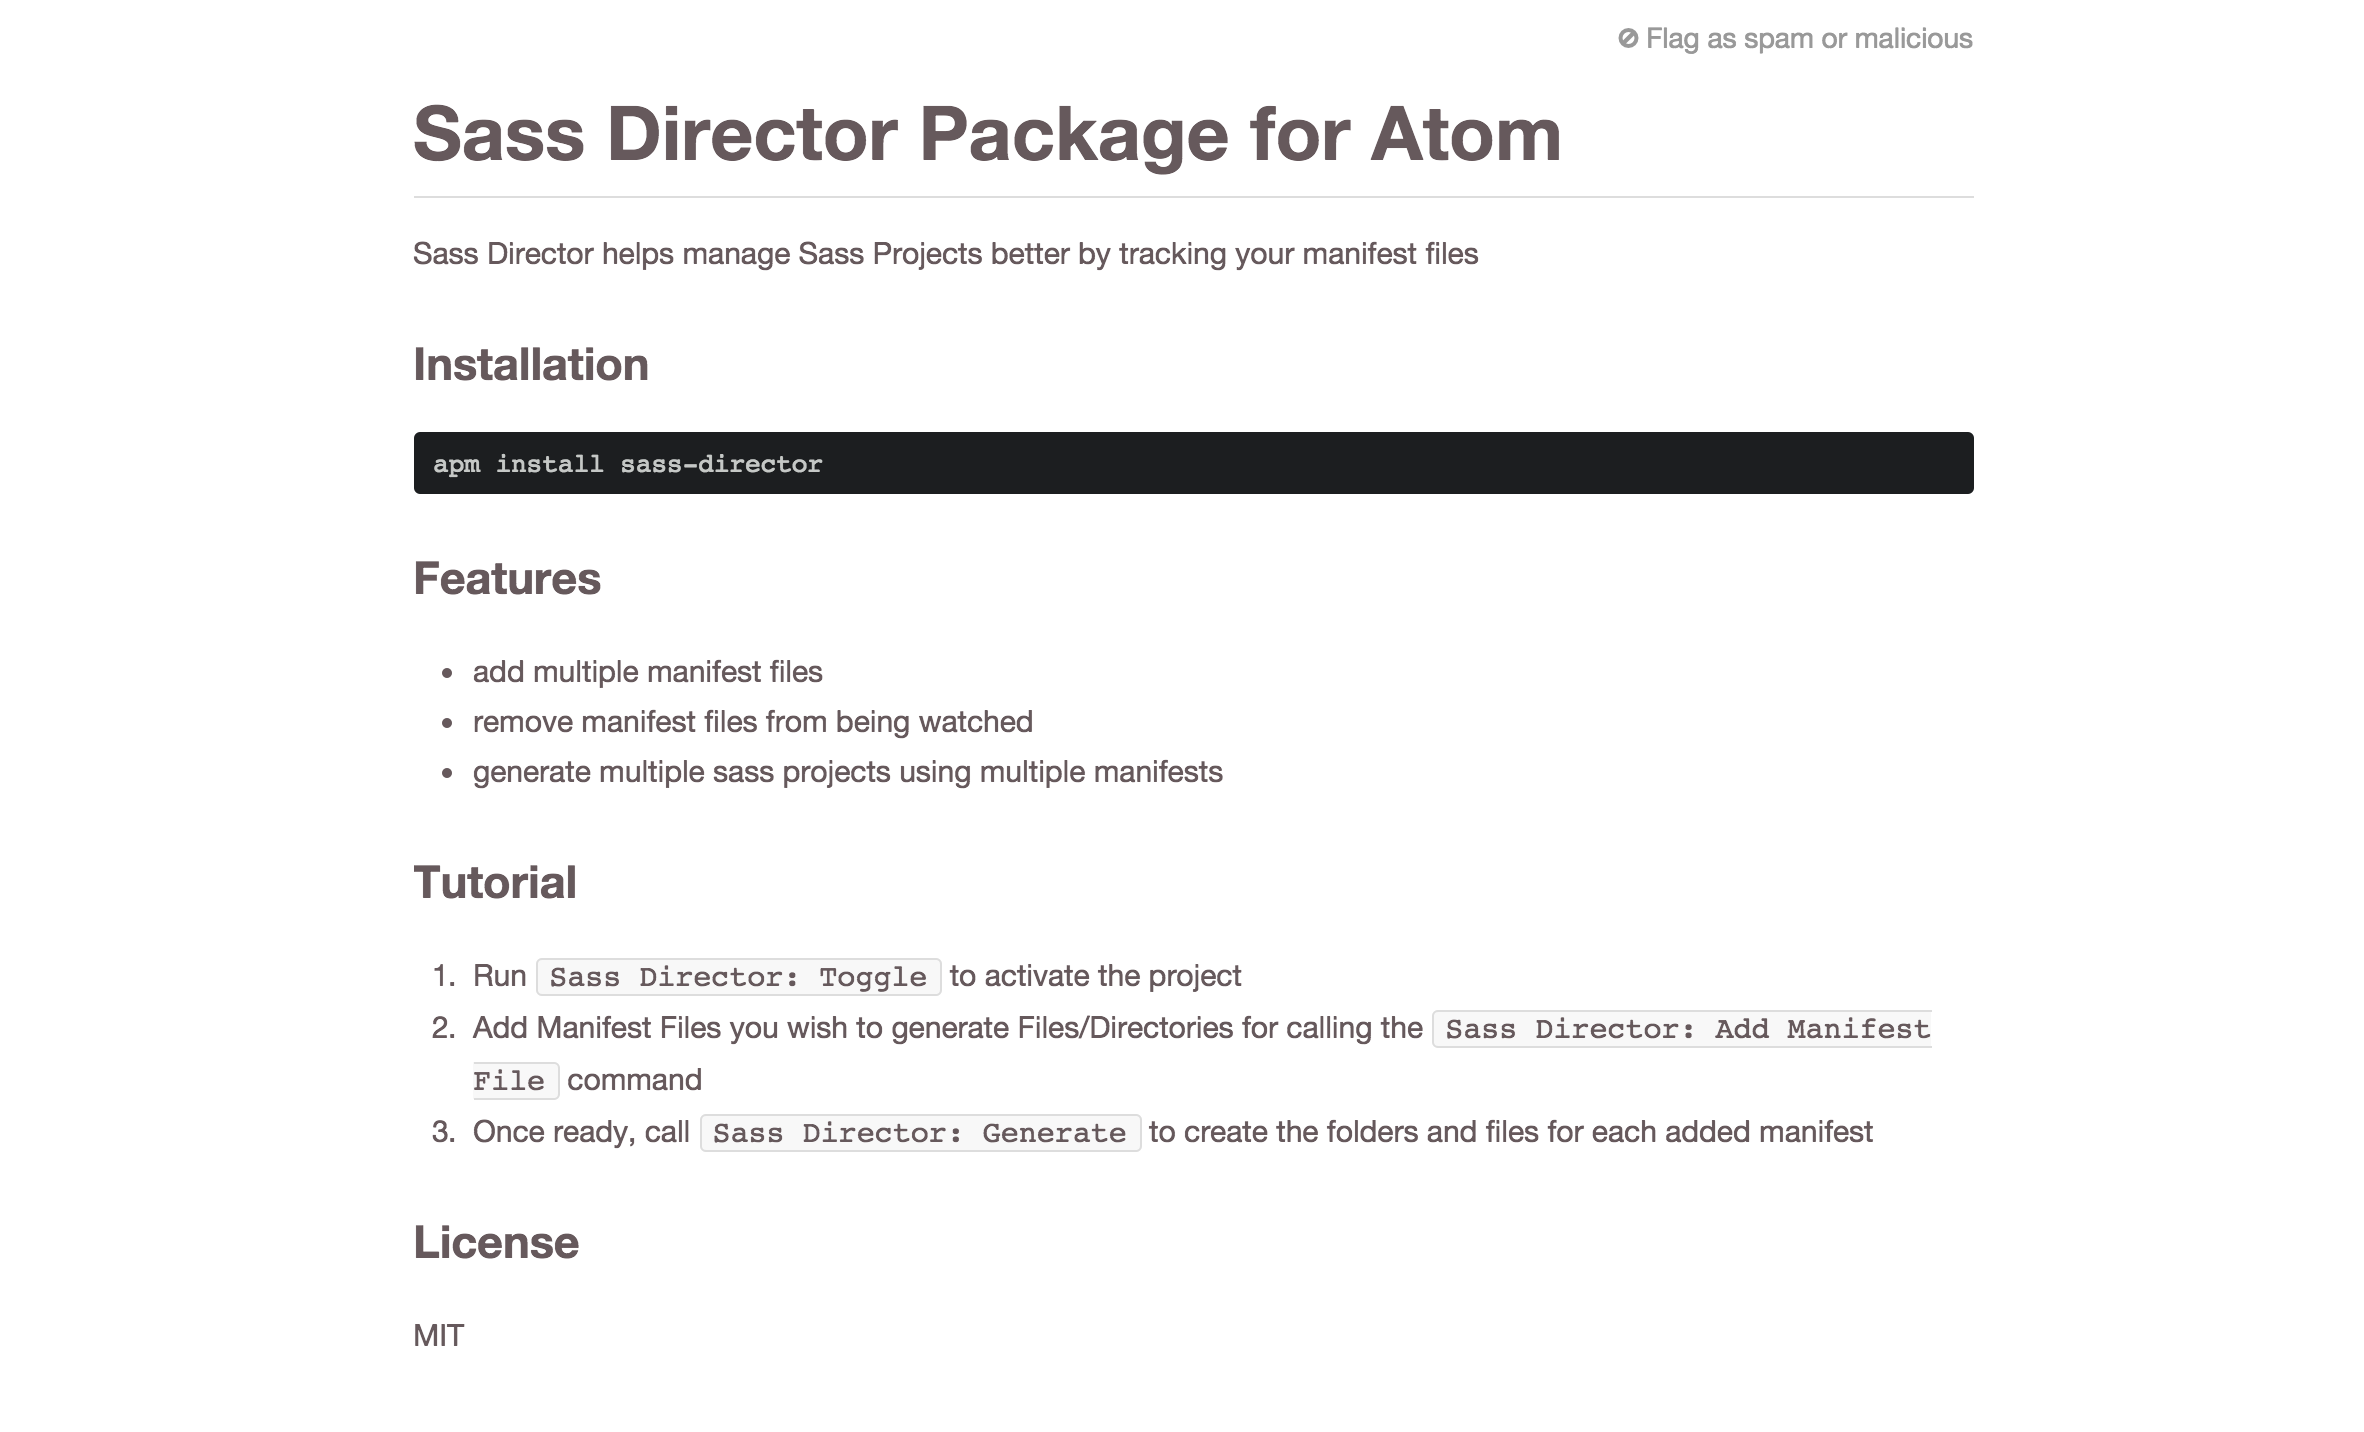 Flag as spam or malicious
Sass Director Package for Atom
Sass Director helps manage Sass Projects better by tracking your manifest files
Installation
apm install sass-director
Features
• add multiple manifest files
• remove manifest files from being watched
• generate multiple sass projects using multiple manifests
Tutorial
1. Run Sass Director: Toggle to activate the project
2. Add Manifest Files you wish to generate Files/Directories for calling the Sass Director: Add Manifest
File command
3. Once ready, call Sass Director: Generate to create the folders and files for each added manifest
License
MIT